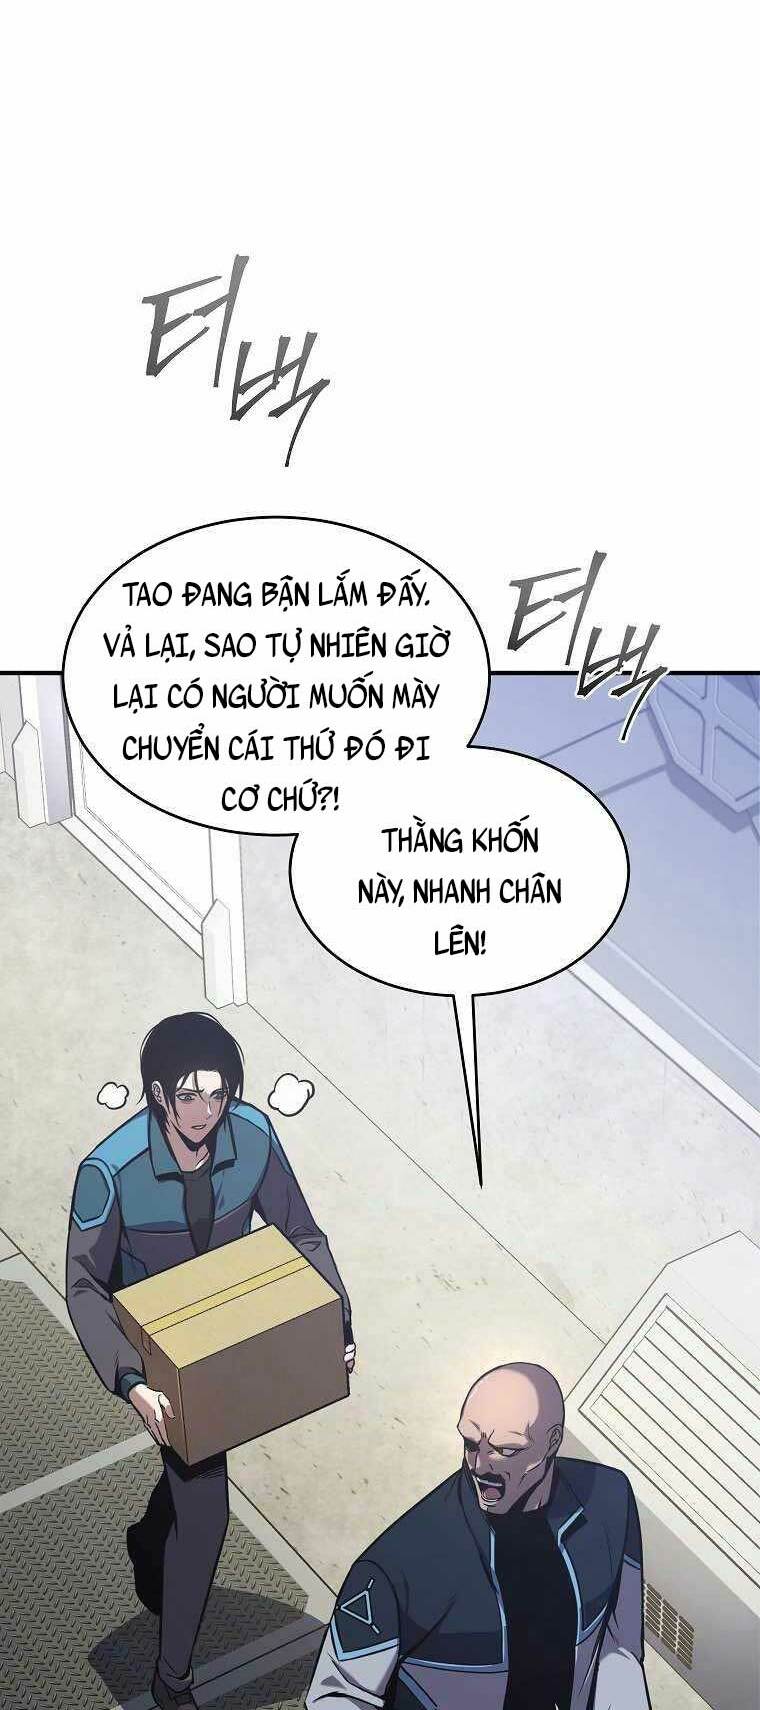 터벅
터벅
TAO ĐANG BẬN LẮM ĐẤY.
VẢ LẠI, SAO TỰ NHIÊN GIỜ
LẠI CÓ NGƯỜI MUỐN MÀY
CHUYỂN CÁI THỨ ĐÓ ĐI
CƠ CHỨ?!
THẰNG KHỐN
NÀY, NHANH CHÂN
LÊN!